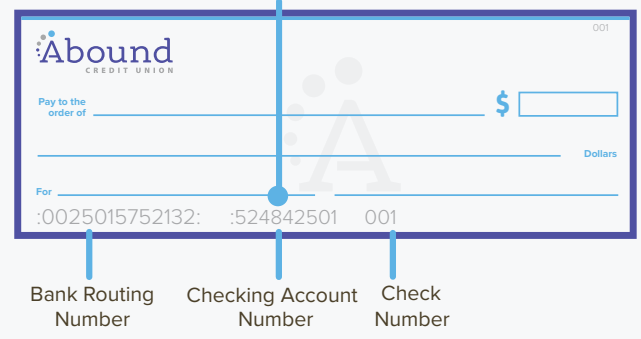 001
Abound
CREDIT UNION
Pay to the
order of
$
Dollars
For
:0025015752132: :524842501 001
Bank Routing
Number
Checking Account
Number
Check
Number